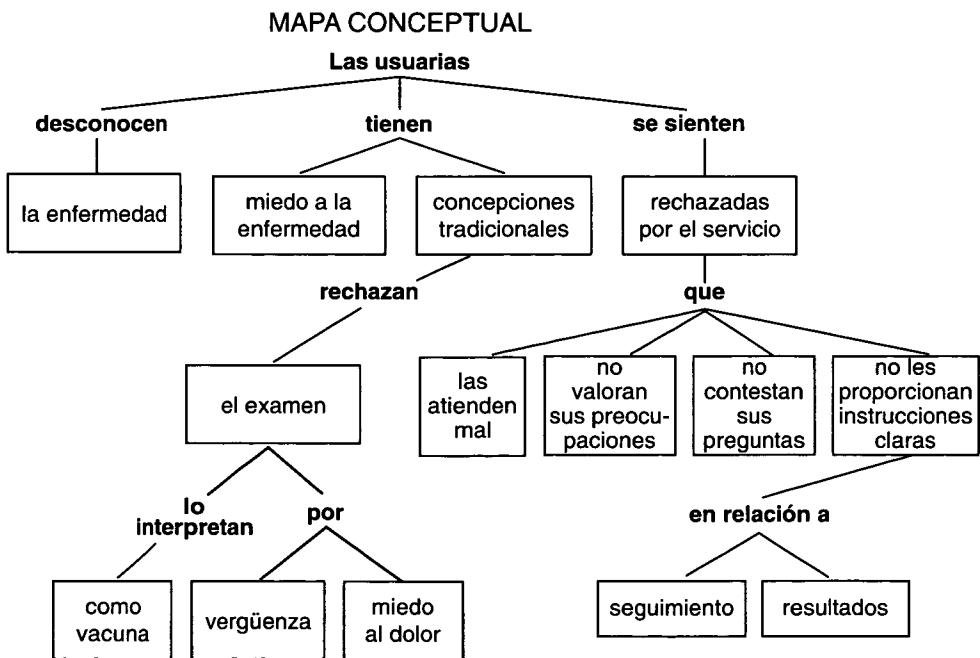 MAPA CONCEPTUAL
Las usuarias
desconocen
tienen
se sienten
la enfermedad
miedo a la
enfermedad
concepciones
tradicionales
rechazadas
por el servicio
rechazan
que
el examen
las
atienden
mal
no
valoran
sus preocu-
paciones
no
contestan
sus
preguntas
no les
proporcionan
instrucciones
claras
lo
interpretan
por
en relación a
como
vacuna
vergüenza
miedo
al dolor
seguimiento
resultados